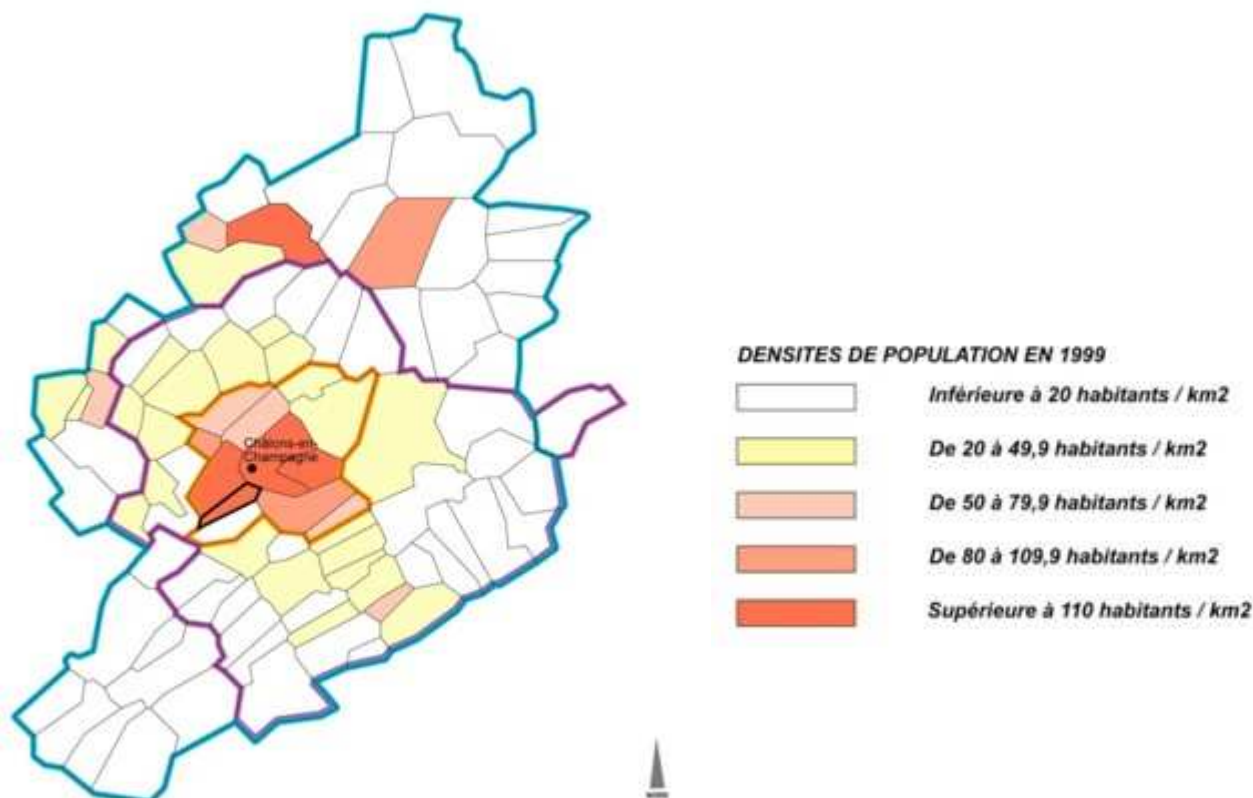 Châlons-en-
Champagne
DENSITES DE POPULATION EN 1999
Inférieure à 20 habitants / km2
De 20 à 49,9 habitants / km2
De 50 à 79,9 habitants / km2
De 80 à 109,9 habitants / km2
Supérieure à 110 habitants / km2
NORD